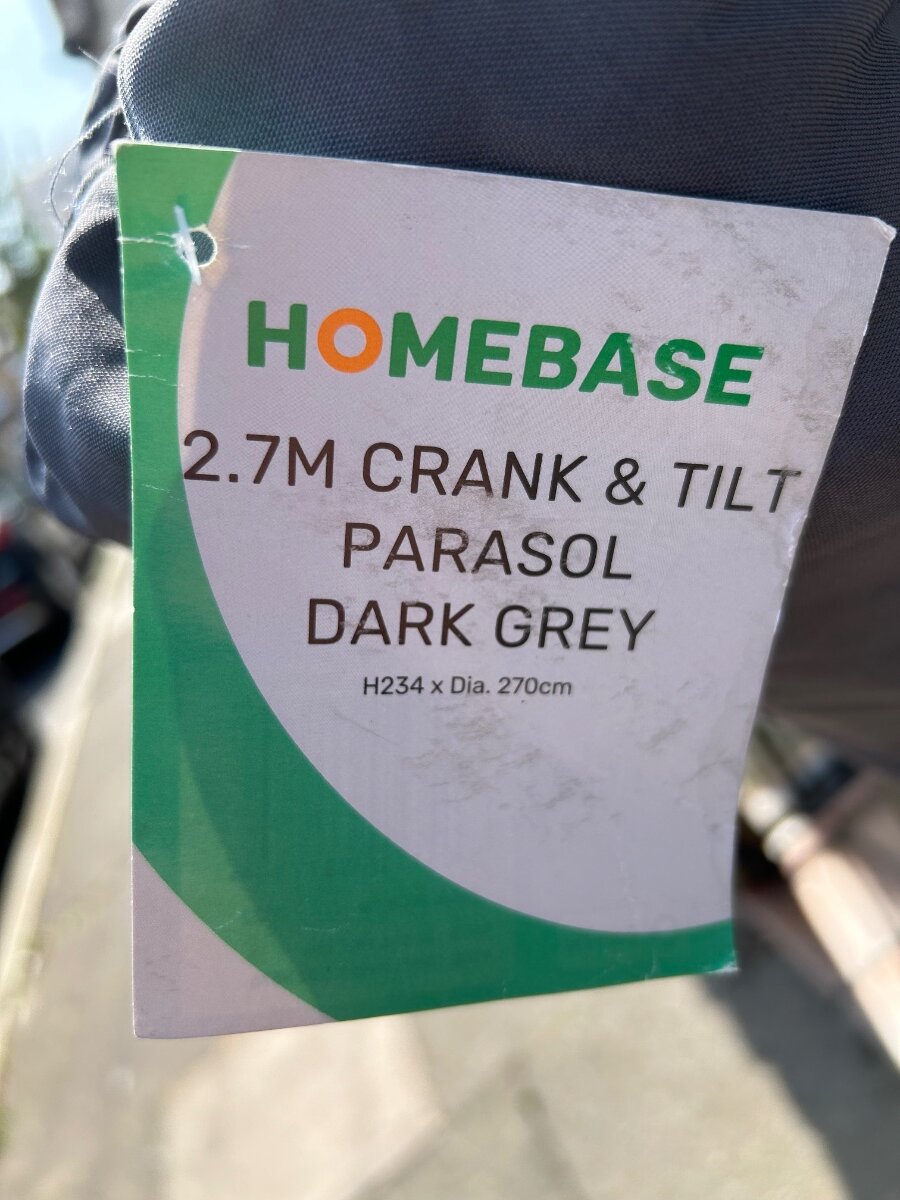 HOMEBASE
2.7M CRANK & TILT
PARASOL
DARK GREY
H234 x Dia. 270cm